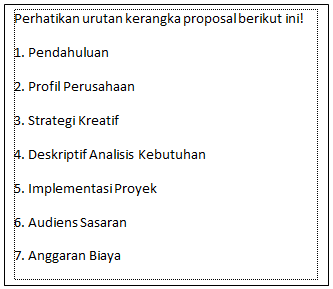 Perhatikan urutan kerangka proposal berikut ini!
1. Pendahuluan
2. Profil Perusahaan
3. Strategi Kreatif
4. Deskriptif Analisis Kebutuhan
5. Implementasi Proyek
6. Audiens Sasaran
7. Anggaran Biaya